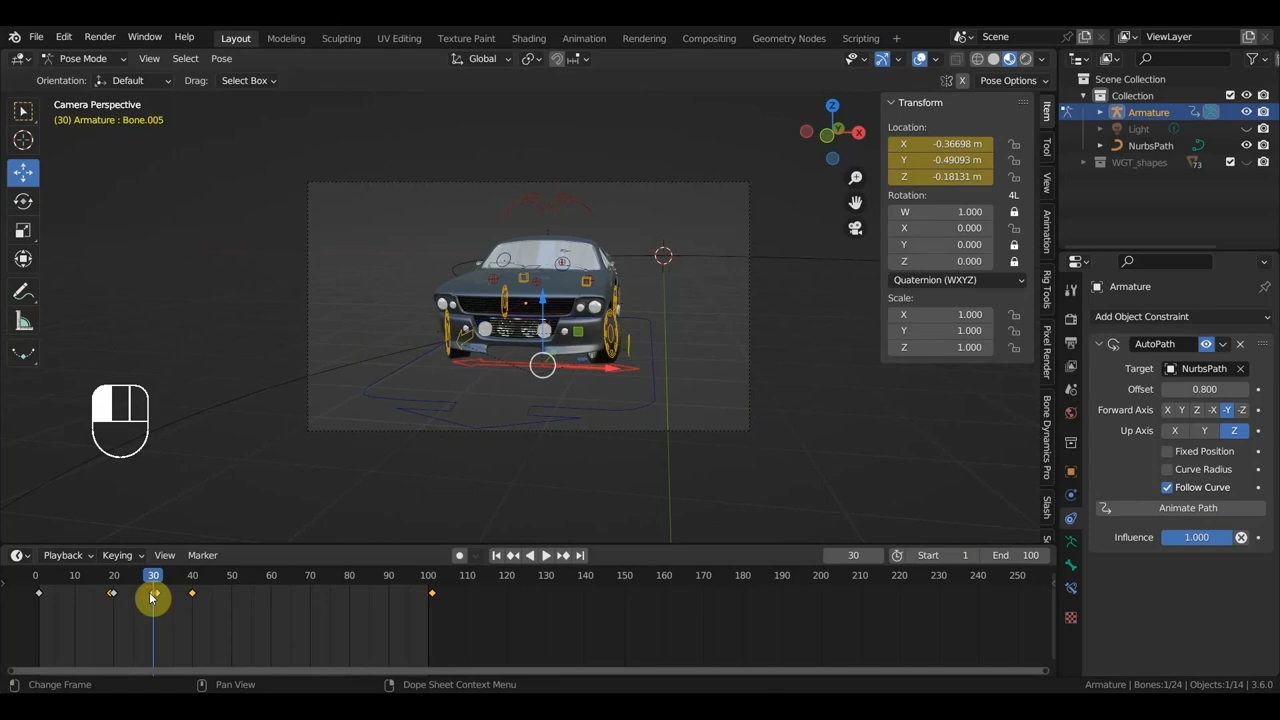 File Edit Render Window Help Layout Modeling Sculpting UV Editing Texture Paint Shading Animation Rendering Compositing Geometry Nodes Scripting + Scene ViewLayer
Pose Mode View Select Pose Global
Orientation: Default Drag: Select Box X Pose Options
Scene Collection
Collection
Armature
Light
NurbsPath
WGT_shapes 73
Camera Perspective
(30) Armature : Bone.005
Z
Y
X
Transform
Location:
X -0.36698 m
Y -0.49093 m
Z -0.18131 m
Rotation: 4L
W 1.000
X 0.000
Y 0.000
Z 0.000
Quaternion (WXYZ)
Scale:
X 1.000
Y 1.000
Z 1.000
Item
Tool
View
Animation
Rig Tools
Pixel Render
Bone Dynamics Pro
Slash
Armature
Add Object Constraint
AutoPath
Target NurbsPath
Offset 0.800
Forward Axis X Y Z -X -Y -Z
Up Axis X Y Z
Fixed Position
Curve Radius
Follow Curve
Animate Path
Influence 1.000
Playback Keying View Marker 30 Start 1 End 100
0 10 20 30 40 50 60 70 80 90 100 110 120 130 140 150 160 170 180 190 200 210 220 230 240 250
Change Frame Pan View Dope Sheet Context Menu Armature | Bones:1/24 | Objects:1/14 | 3.6.0